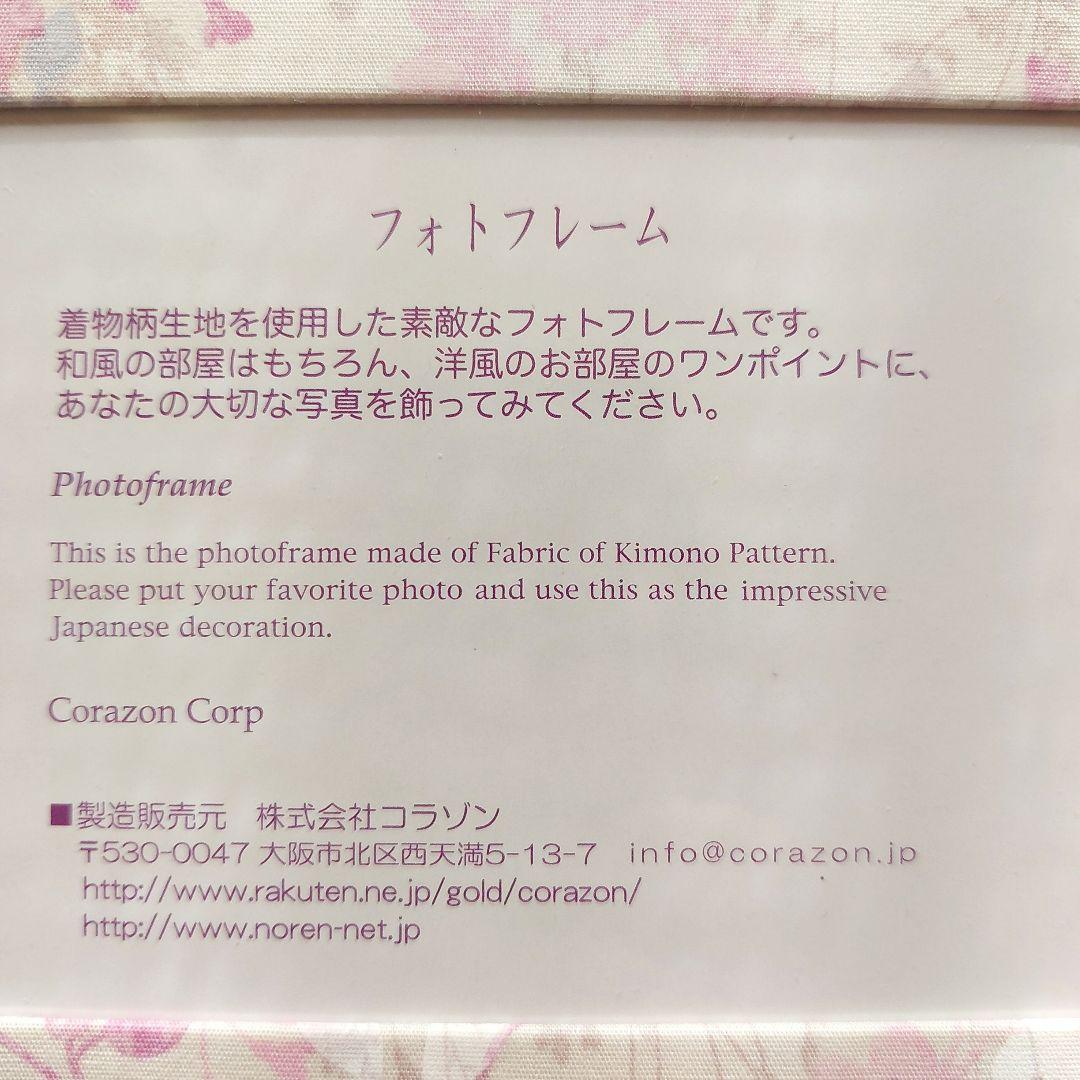 フォトフレーム
着物柄生地を使用した素敵なフォトフレームです。
和風の部屋はもちろん、洋風のお部屋のワンポイントに、
あなたの大切な写真を飾ってみてください。
Photoframe
This is the photoframe made of Fabric of Kimono Pattern.
Please put your favorite photo and use this as the impressive
Japanese decoration.
Corazon Corp
■製造販売元　株式会社コラゾン
〒530-0047 大阪市北区西天満5-13-7　info@corazon.jp
http://www.rakuten.ne.jp/gold/corazon/
http://www.noren-net.jp